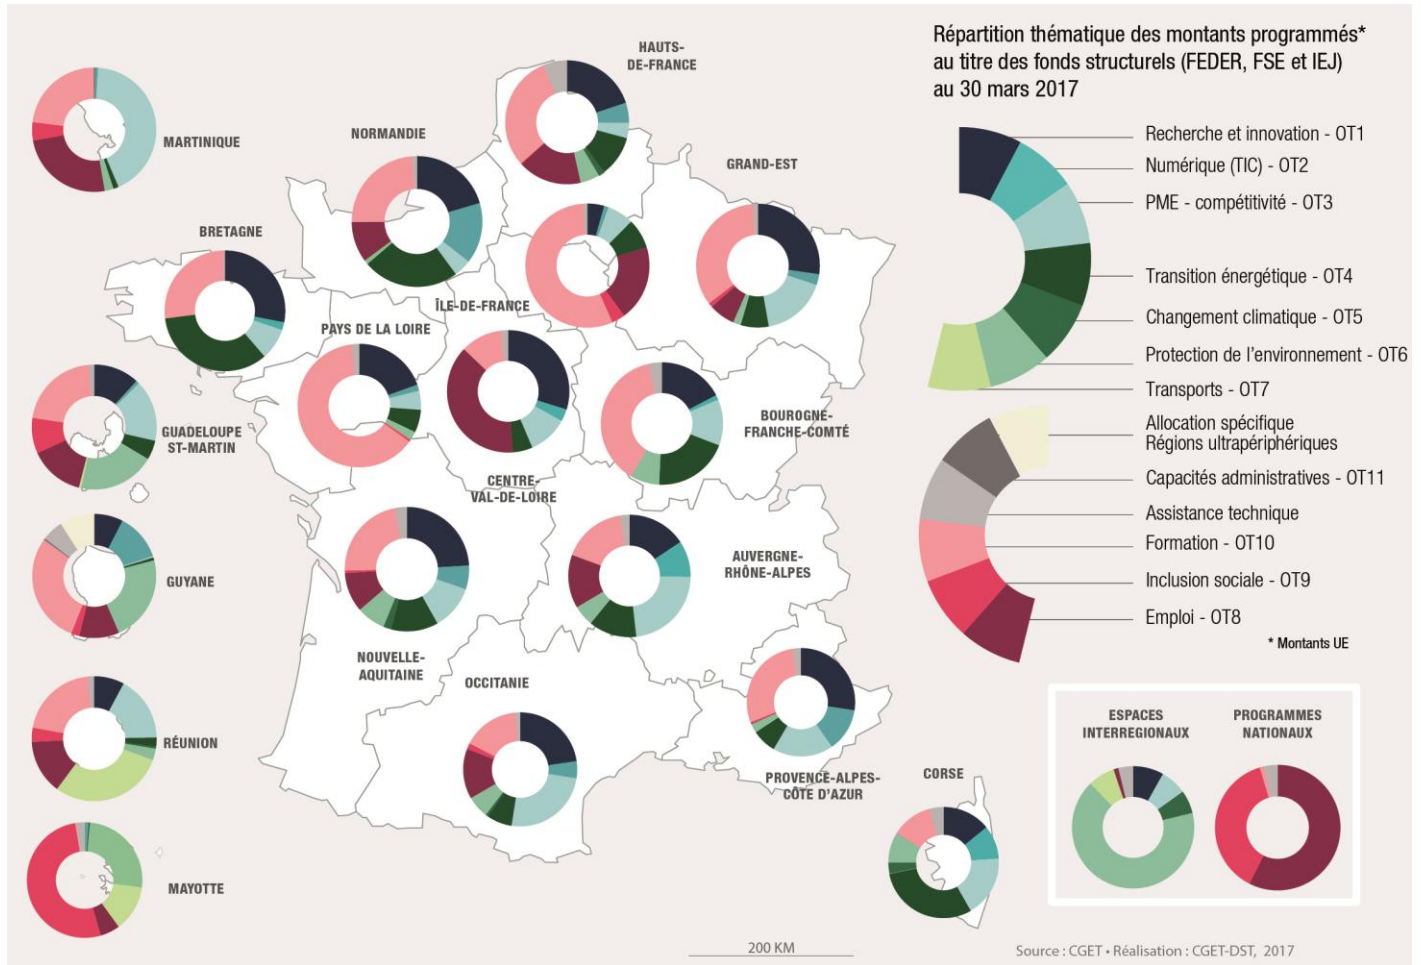 Répartition thématique des montants programmés*
au titre des fonds structurels (FEDER, FSE et IEJ)
au 30 mars 2017
Recherche et innovation - OT1
Numérique (TIC) - OT2
PME - compétitivité - OT3
Transition énergétique - OT4
Changement climatique - OT5
Protection de l'environnement - OT6
Transports - OT7
Allocation spécifique
Régions ultrapériphériques
Capacités administratives - OT11
Assistance technique
Formation - OT10
Inclusion sociale - OT9
Emploi - OT8
* Montants UE
HAUTS-
DE-FRANCE
MARTINIQUE
NORMANDIE
GRAND-EST
BRETAGNE
ÎLE-DE-FRANCE
PAYS DE LA LOIRE
GUADELOUPE
ST-MARTIN
BOUROGNE-
FRANCHE-COMTÉ
CENTRE-
VAL-DE-LOIRE
GUYANE
AUVERGNE-
RHÔNE-ALPES
NOUVELLE-
AQUITAINE
OCCITANIE
RÉUNION
PROVENCE-ALPES-
CÔTE D'AZUR
CORSE
MAYOTTE
ESPACES
INTERREGIONAUX
PROGRAMMES
NATIONAUX
200 KM
Source : CGET • Réalisation : CGET-DST, 2017